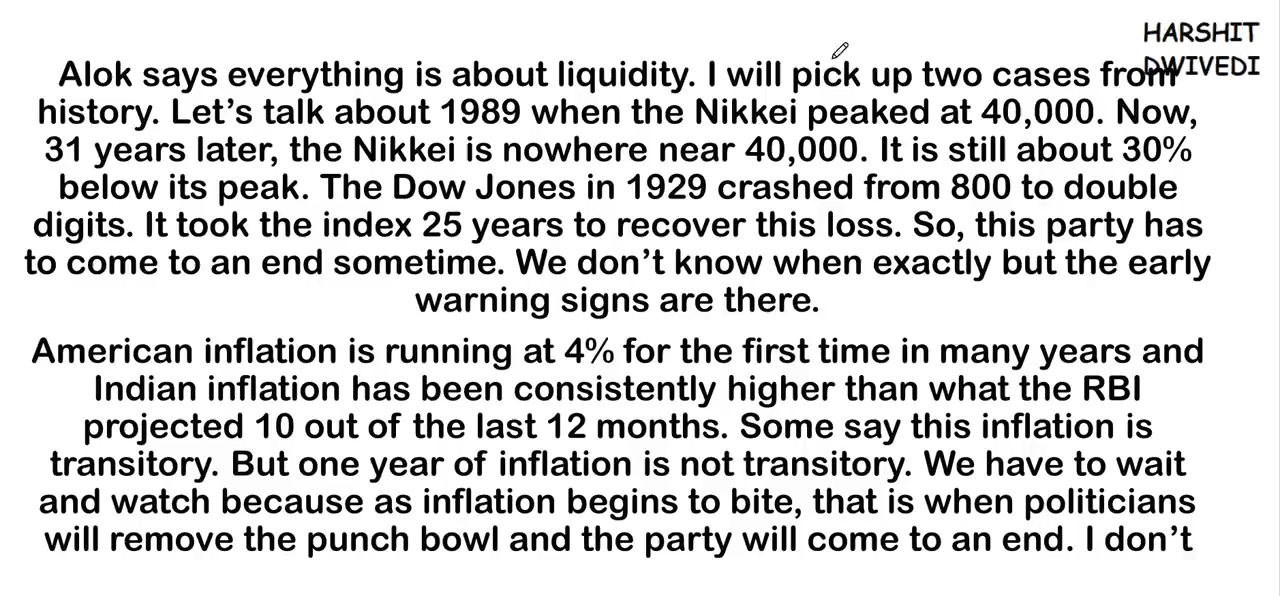 HARSHIT
DWIVEDI
Alok says everything is about liquidity. I will pick up two cases from
history. Let’s talk about 1989 when the Nikkei peaked at 40,000. Now,
31 years later, the Nikkei is nowhere near 40,000. It is still about 30%
below its peak. The Dow Jones in 1929 crashed from 800 to double
digits. It took the index 25 years to recover this loss. So, this party has
to come to an end sometime. We don’t know when exactly but the early
warning signs are there.
American inflation is running at 4% for the first time in many years and
Indian inflation has been consistently higher than what the RBI
projected 10 out of the last 12 months. Some say this inflation is
transitory. But one year of inflation is not transitory. We have to wait
and watch because as inflation begins to bite, that is when politicians
will remove the punch bowl and the party will come to an end. I don’t